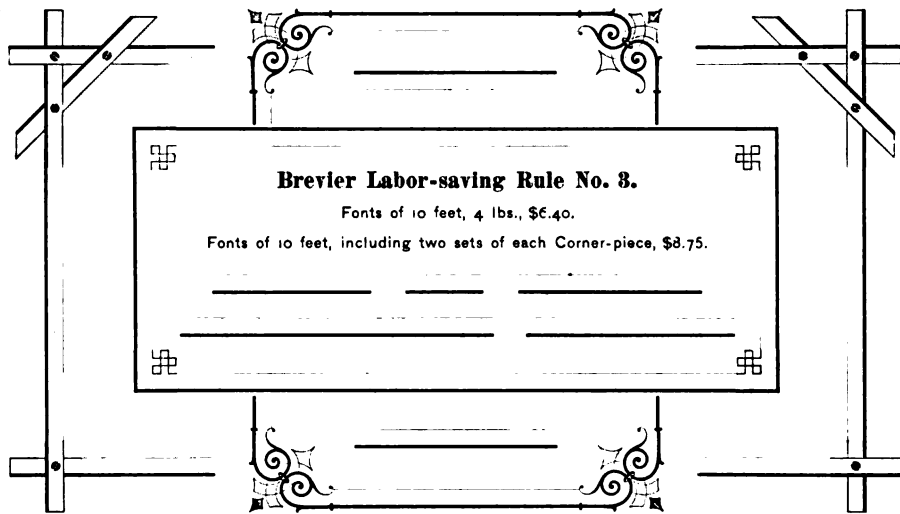 Brevier Labor-saving Rule No. 3.
Fonts of 10 feet, 4 lbs., $6.40.
Fonts of 10 feet, including two sets of each Corner-piece, $8.75.